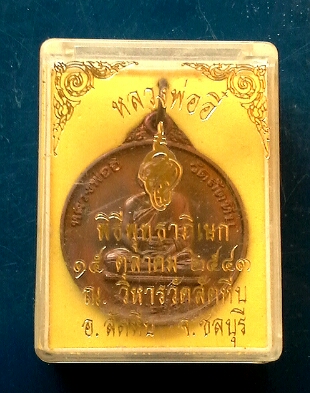 หลวงพ่ออี๋
พิธีพุทธาภิเษก
๑๕ ตุลาคม ๒๕๔๓
ณ. วิหารวัดสัตหีบ
อ. สัตหีบ จ. ชลบุรี